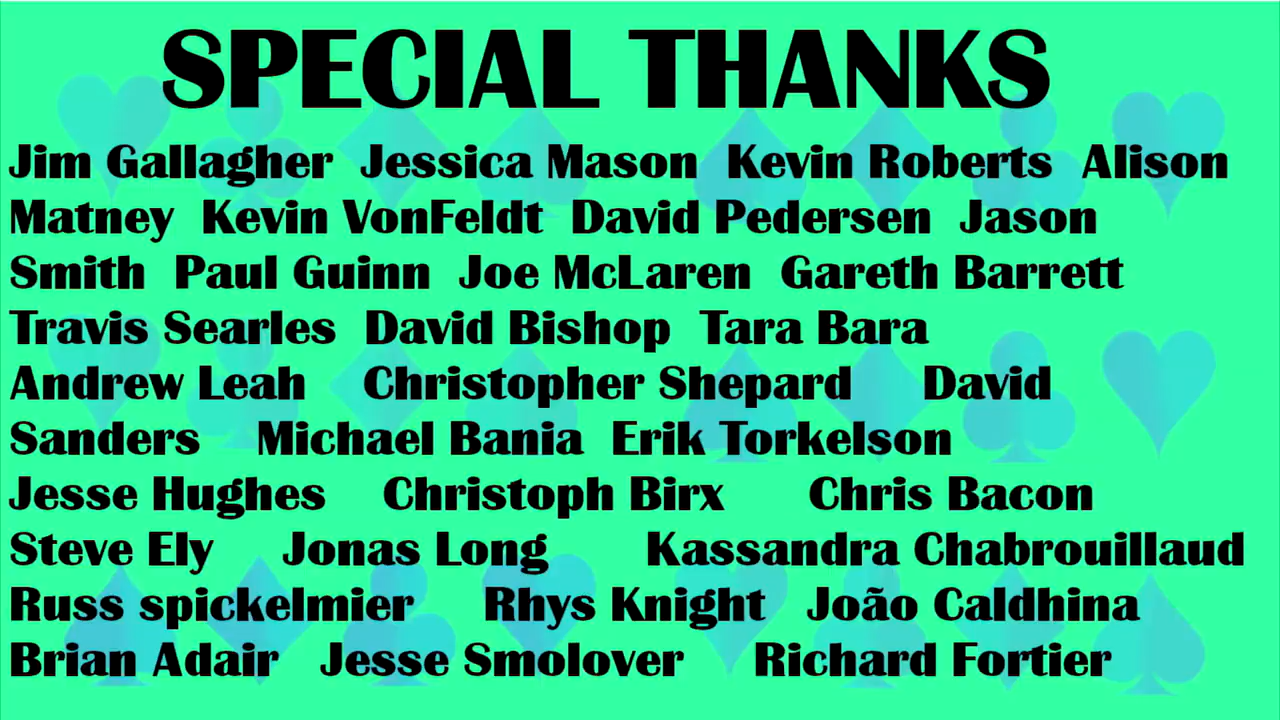 SPECIAL THANKS
Jim Gallagher Jessica Mason Kevin Roberts Alison
Matney Kevin VonFeldt David Pedersen Jason
Smith Paul Guinn Joe McLaren Gareth Barrett
Travis Searles David Bishop Tara Bara
Andrew Leah Christopher Shepard David
Sanders Michael Bania Erik Torkelson
Jesse Hughes Christoph Birx Chris Bacon
Steve Ely Jonas Long Kassandra Chabrouillaud
Russ spickelmier Rhys Knight João Caldhina
Brian Adair Jesse Smolover Richard Fortier